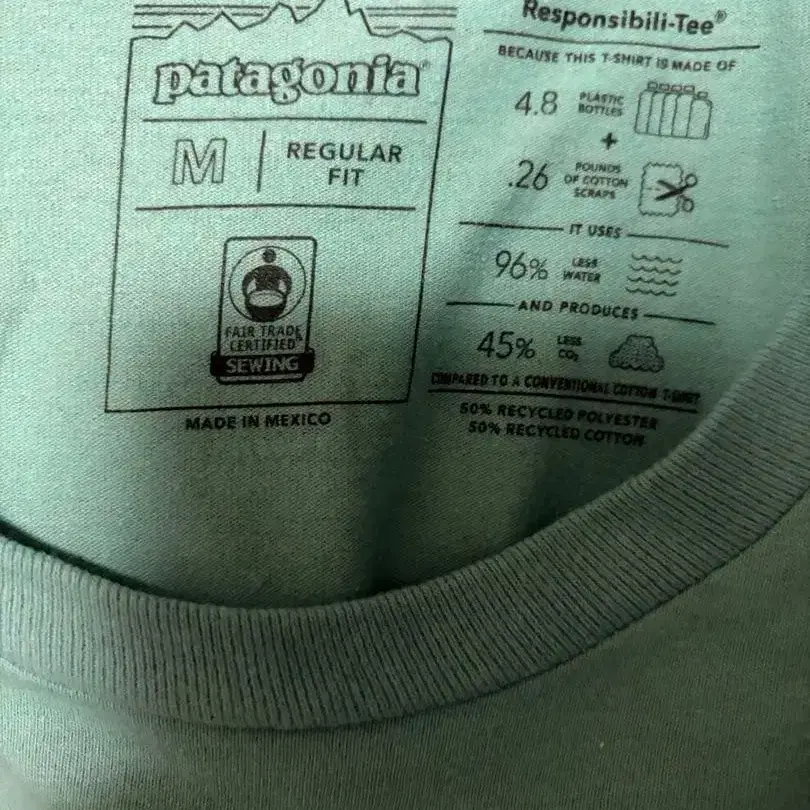 patagonia®
M
REGULAR
FIT
FAIR TRADE
CERTIFIED™
SEWING
MADE IN MEXICO
Responsibili-Tee®
BECAUSE THIS T-SHIRT IS MADE OF
4.8 PLASTIC
BOTTLES
+
.26 POUNDS
OF COTTON
SCRAPS
IT USES
96% LESS
WATER
AND PRODUCES
45% LESS
CO₂
COMPARED TO A CONVENTIONAL COTTON T-SHIRT
50% RECYCLED POLYESTER
50% RECYCLED COTTON